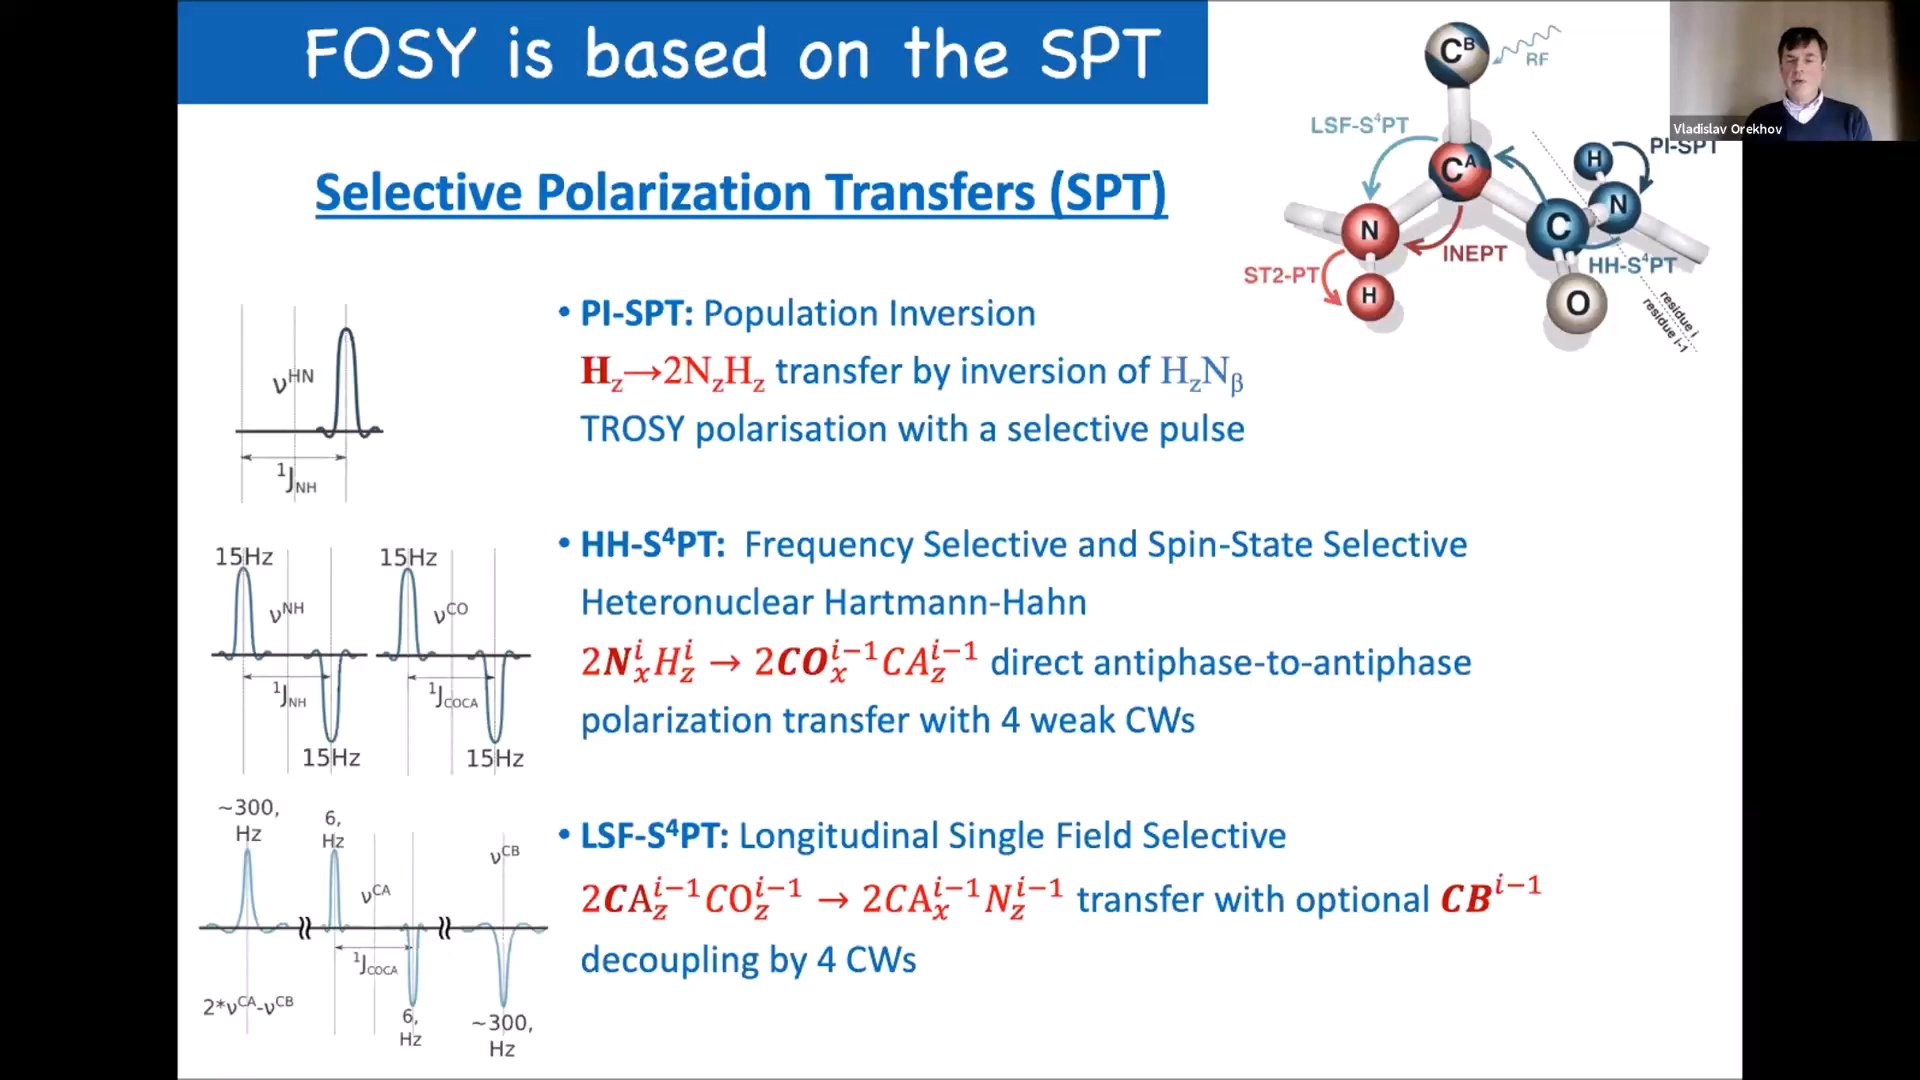 FOSY is based on the SPT
Vladislav Orekhov
Selective Polarization Transfers (SPT)
Cᴮ
RF
LSF-S⁴PT
Cᴬ
H
PI-SPT
N
N
C
INEPT
HH-S⁴PT
ST2-PT
H
O
residue i
residue i-1
• PI-SPT: Population Inversion
H_z→2N_zH_z transfer by inversion of H_zN_β
TROSY polarisation with a selective pulse
ν^HN
¹J_NH
• HH-S⁴PT: Frequency Selective and Spin-State Selective
Heteronuclear Hartmann-Hahn
2N_x^i H_z^i → 2CO_x^{i−1}CA_z^{i−1} direct antiphase-to-antiphase
polarization transfer with 4 weak CWs
15Hz
15Hz
ν^NH
ν^CO
¹J_NH
¹J_COCA
15Hz
15Hz
• LSF-S⁴PT: Longitudinal Single Field Selective
2CA_z^{i−1}CO_z^{i−1} → 2CA_x^{i−1}N_z^{i−1} transfer with optional CB^{i−1}
decoupling by 4 CWs
~300,
Hz
6,
Hz
ν^CB
ν^CA
¹J_COCA
2*ν^CA-ν^CB
6,
Hz
~300,
Hz